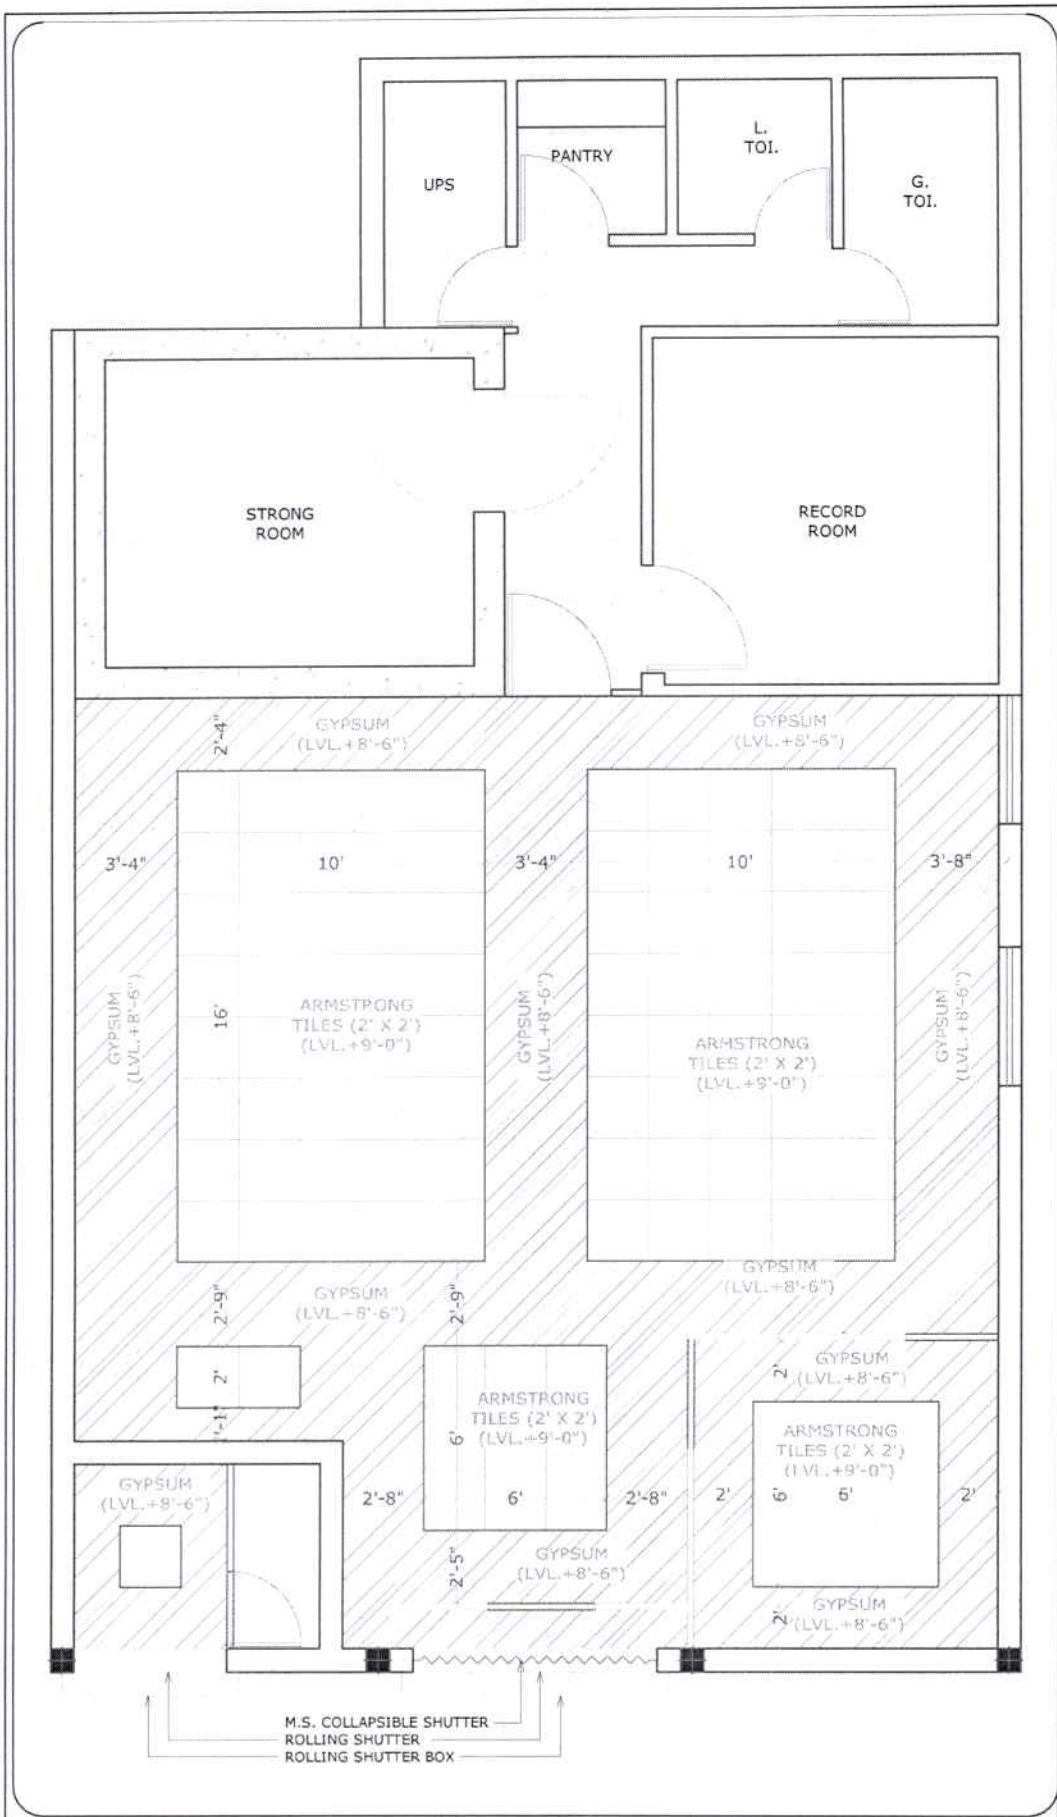 UPS
PANTRY
L.
TOI.
G.
TOI.
STRONG
ROOM
RECORD
ROOM
2'-4"
GYPSUM
(LVL.+8'-6")
GYPSUM
(LVL.+8'-6")
3'-4"
10'
3'-4"
10'
3'-8"
GYPSUM
(LVL.+8'-6")
16'
ARMSTRONG
TILES (2' X 2')
(LVL.+9'-0")
GYPSUM
(LVL.+8'-6")
ARMSTRONG
TILES (2' X 2')
(LVL.+9'-0")
GYPSUM
(LVL.+8'-6")
2'-9"
GYPSUM
(LVL.+8'-6")
2'-9"
GYPSUM
(LVL.+8'-6")
2'
ARMSTRONG
TILES (2' X 2')
(LVL.+9'-0")
6'
2'
GYPSUM
(LVL.+8'-6")
ARMSTRONG
TILES (2' X 2')
(LVL.+9'-0")
GYPSUM
(LVL.+8'-6")
2'-8"
6'
2'-8"
2'
6'
6'
2'
2'-5"
GYPSUM
(LVL.+8'-6")
2'
GYPSUM
(LVL.+8'-6")
M.S. COLLAPSIBLE SHUTTER
ROLLING SHUTTER
ROLLING SHUTTER BOX